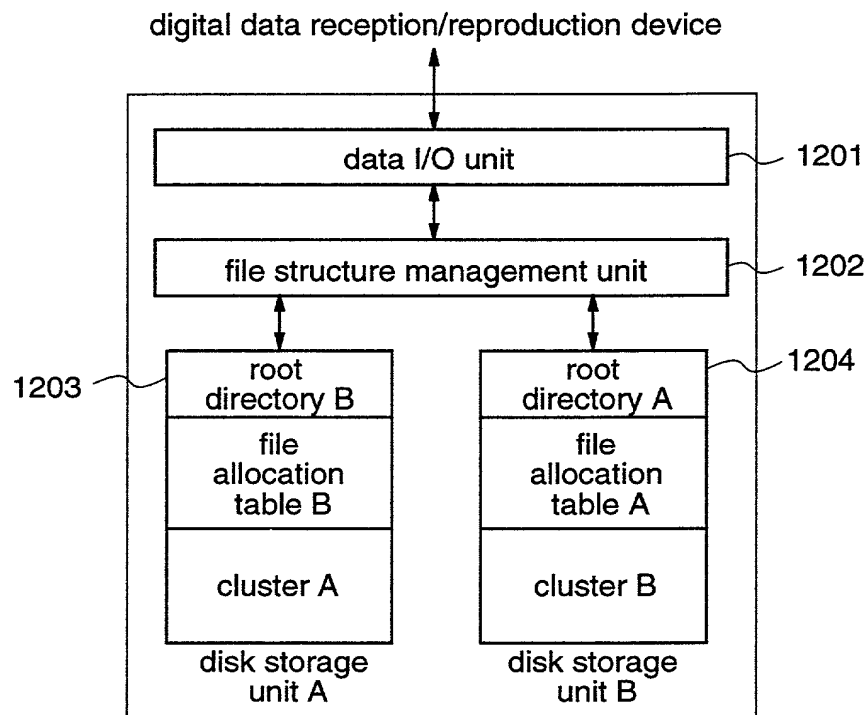 digital data reception/reproduction device
data I/O unit
1201
file structure management unit
1202
1203
root
directory B
file
allocation
table B
cluster A
disk storage
unit A
1204
root
directory A
file
allocation
table A
cluster B
disk storage
unit B